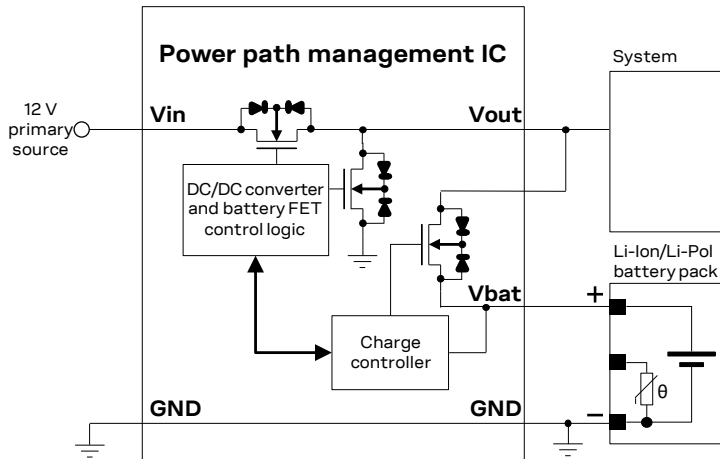 Power path management IC
System
12 V
primary
source
Vin
Vout
DC/DC converter
and battery FET
control logic
Li-Ion/Li-Pol
battery pack
Vbat
+
Charge
controller
θ
GND
GND
−